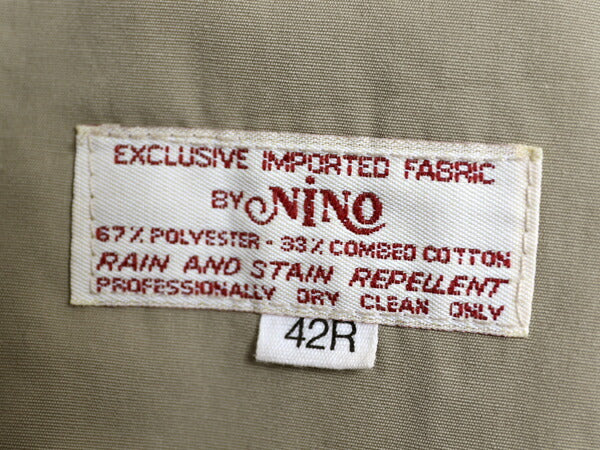 EXCLUSIVE IMPORTED FABRIC
BY NINO
67% POLYESTER - 33% COMBED COTTON
RAIN AND STAIN REPELLENT
PROFESSIONALLY DRY CLEAN ONLY
42R